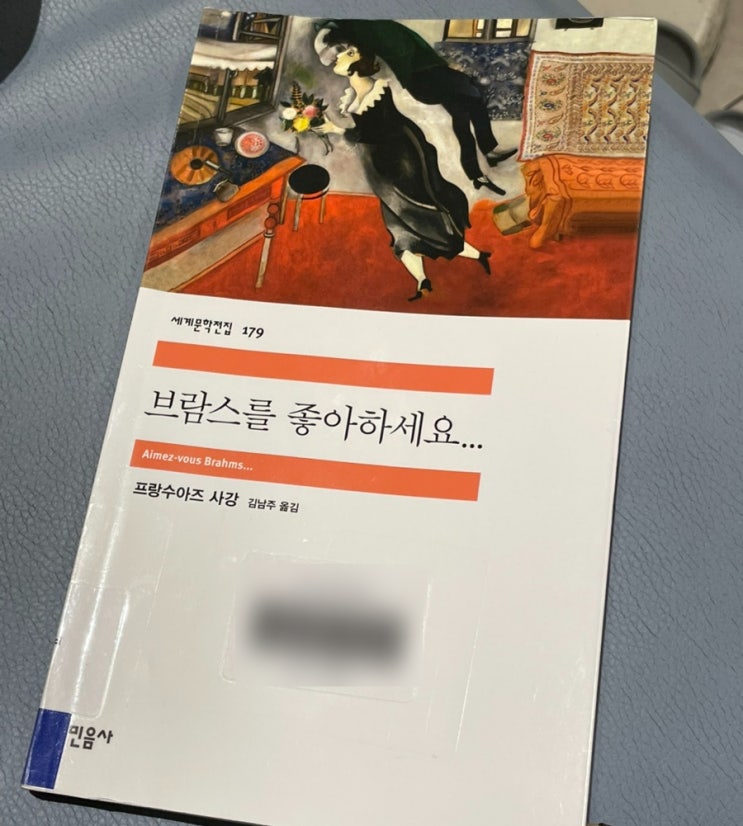 세계문학전집 179
브람스를 좋아하세요...
Aimez-vous Brahms...
프랑수아즈 사강 김남주 옮김
민음사